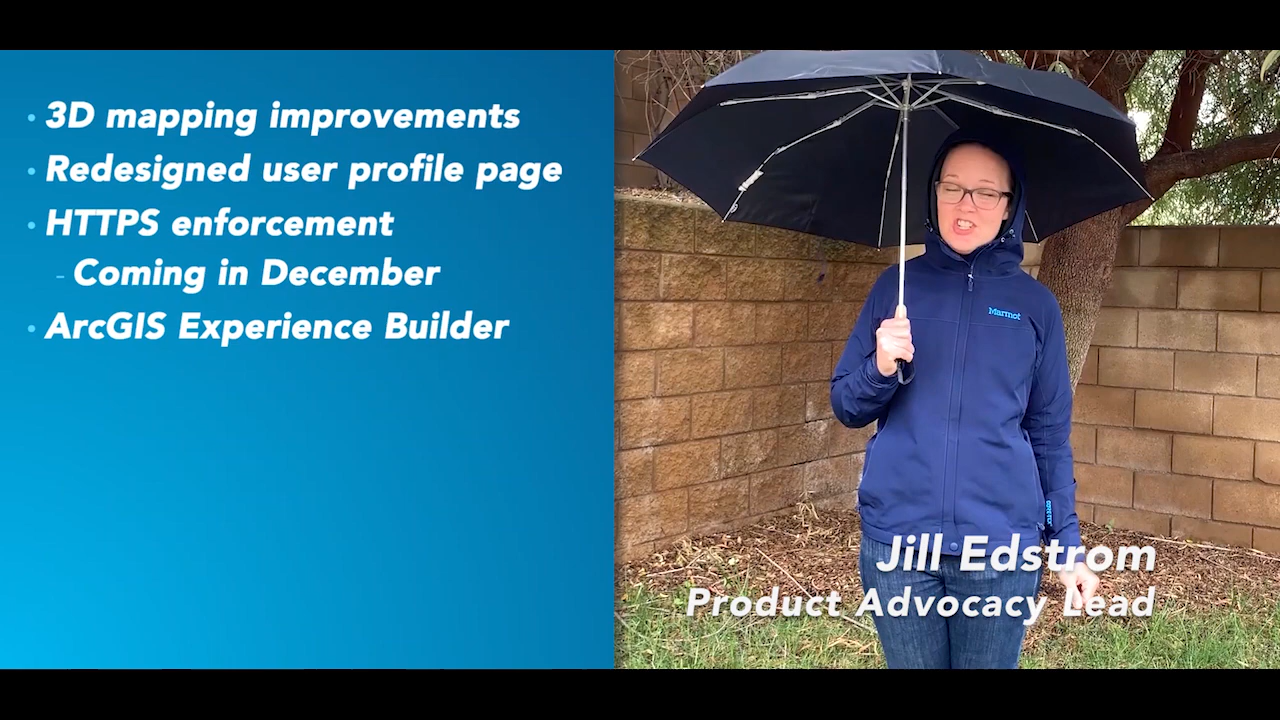 • 3D mapping improvements
• Redesigned user profile page
• HTTPS enforcement
- Coming in December
• ArcGIS Experience Builder
Marmot
Jill Edstrom
Product Advocacy Lead